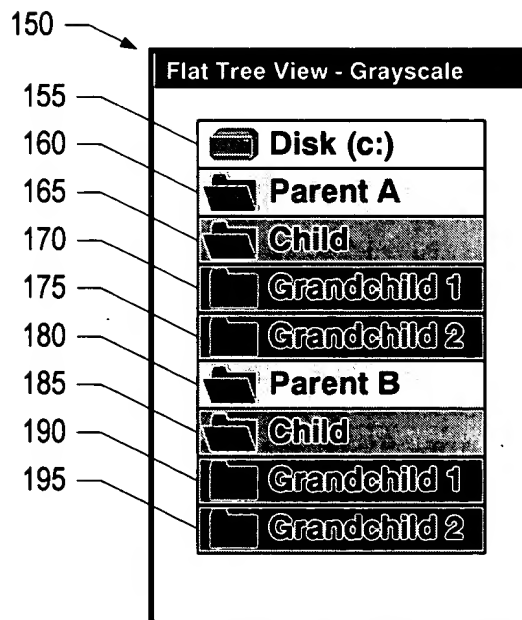 150
Flat Tree View - Grayscale
155 Disk (c:)
160 Parent A
165 Child
170 Grandchild 1
175 Grandchild 2
180 Parent B
185 Child
190 Grandchild 1
195 Grandchild 2